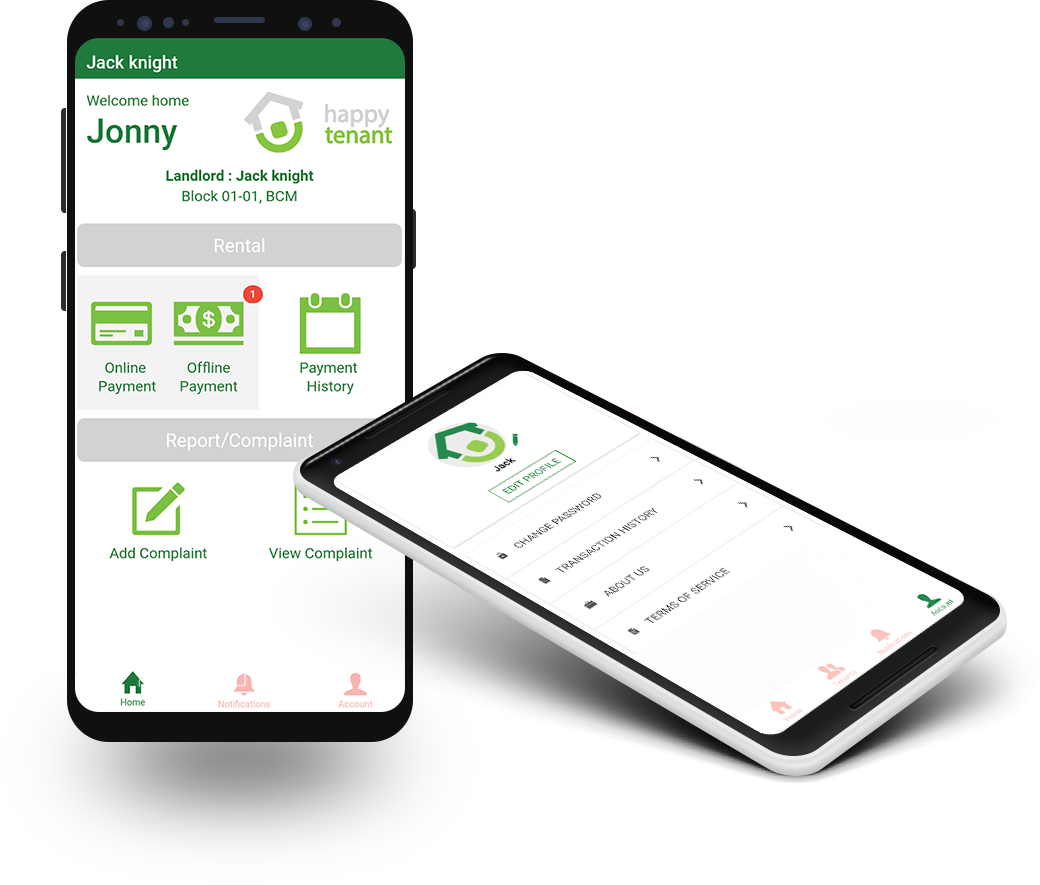 Jack knight
Welcome home
Jonny
happy
tenant
Landlord : Jack knight
Block 01-01, BCM
Rental
1
$
Online
Payment
Offline
Payment
Payment
History
Report/Complaint
Add Complaint
View Complaint
Home
Notifications
Account
Jack
EDIT PROFILE
CHANGE PASSWORD
TRANSACTION HISTORY
ABOUT US
TERMS OF SERVICE
Home
Tenants
Notifications
Account